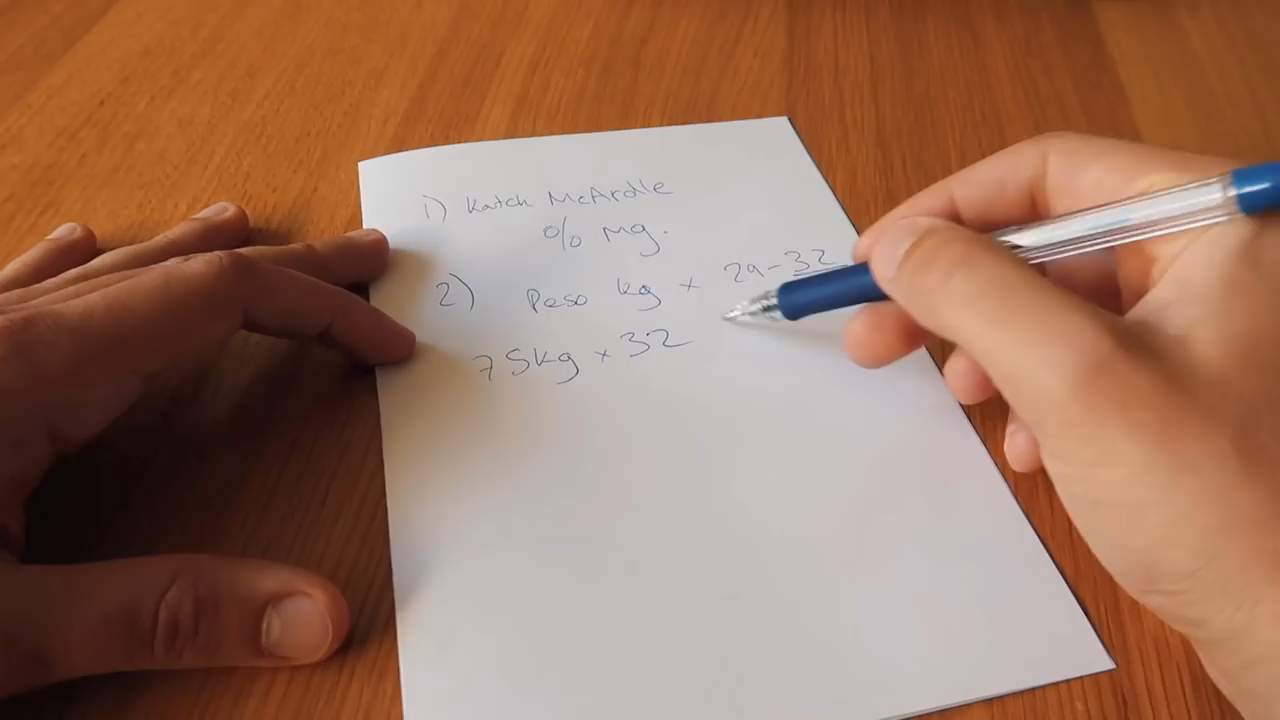 1) Katch McArdle
% Mg.
2) Peso kg x 29-32
75kg x 32